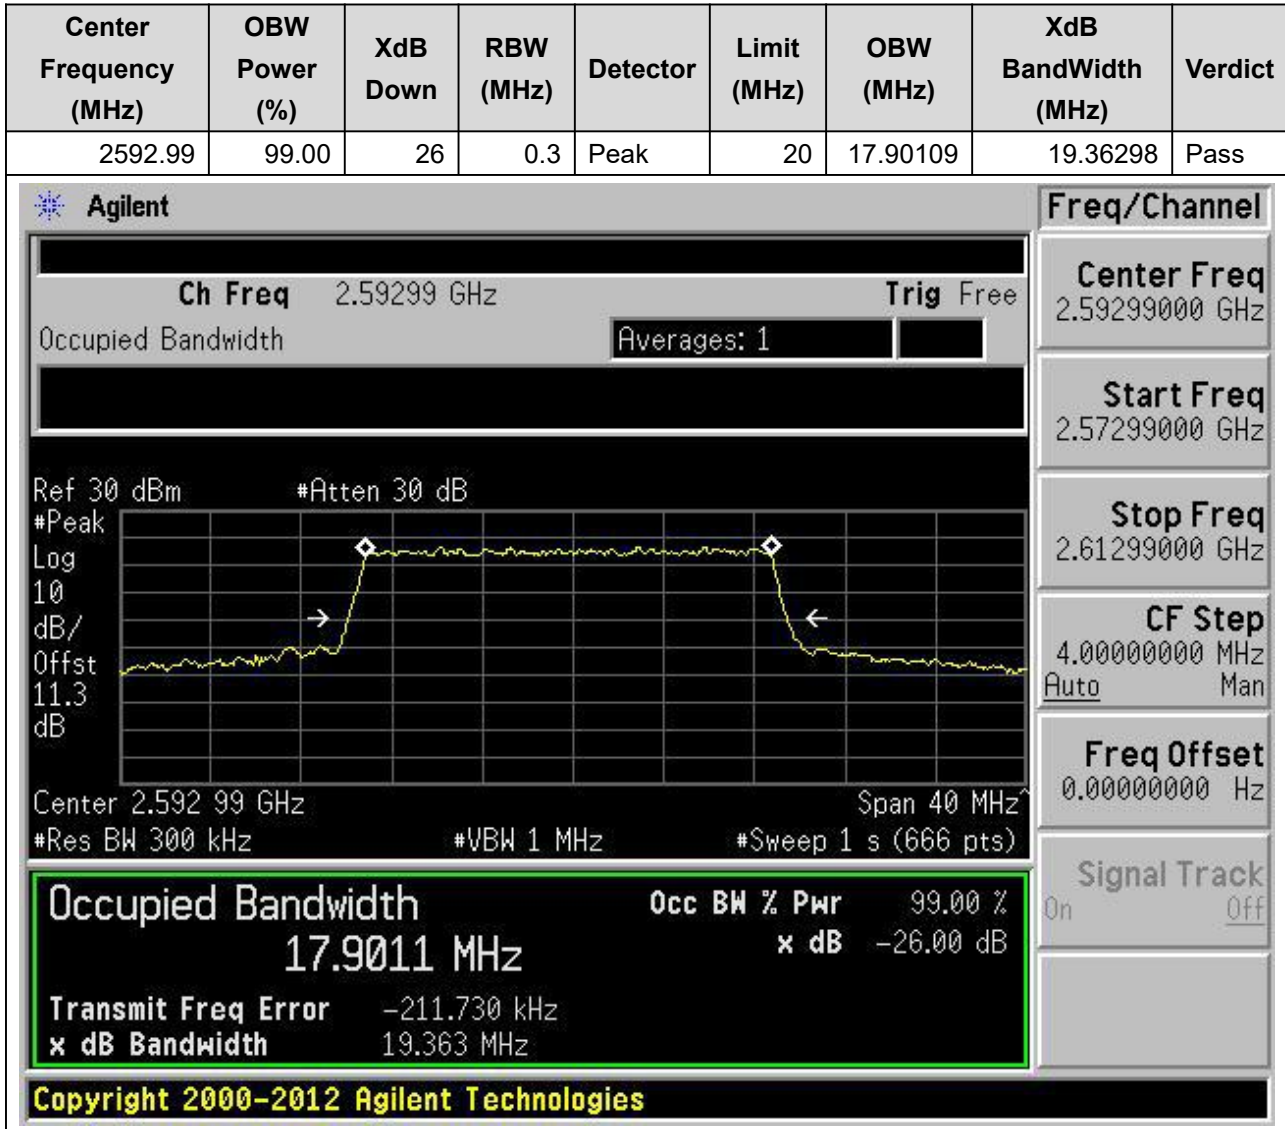 Center Frequency (MHz) OBW Power (%) XdB Down RBW (MHz) Detector Limit (MHz) OBW (MHz) XdB BandWidth (MHz) Verdict
2592.99 99.00 26 0.3 Peak 20 17.90109 19.36298 Pass
Agilent
Ch Freq 2.59299 GHz Trig Free
Occupied Bandwidth Averages: 1
Ref 30 dBm #Atten 30 dB
#Peak
Log
10
dB/
Offst
11.3
dB
Center 2.592 99 GHz Span 40 MHz^
#Res BW 300 kHz #VBW 1 MHz #Sweep 1 s (666 pts)
Occupied Bandwidth Occ BW % Pwr 99.00 %
17.9011 MHz x dB -26.00 dB
Transmit Freq Error -211.730 kHz
x dB Bandwidth 19.363 MHz
Copyright 2000-2012 Agilent Technologies
Freq/Channel
Center Freq
2.59299000 GHz
Start Freq
2.57299000 GHz
Stop Freq
2.61299000 GHz
CF Step
4.00000000 MHz
Auto Man
Freq Offset
0.00000000 Hz
Signal Track
On Off